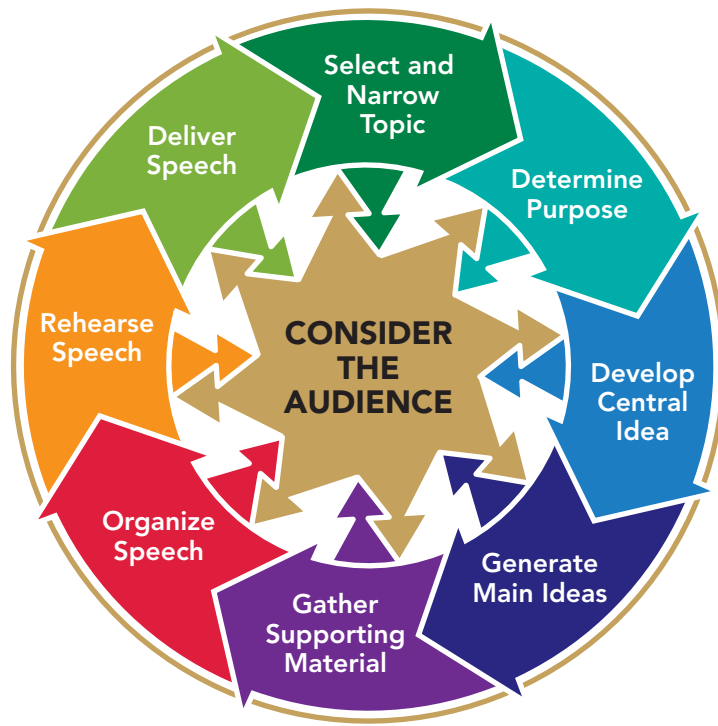 Select and
Narrow
Topic
Determine
Purpose
Develop
Central
Idea
Generate
Main Ideas
Gather
Supporting
Material
Organize
Speech
Rehearse
Speech
Deliver
Speech
CONSIDER
THE
AUDIENCE